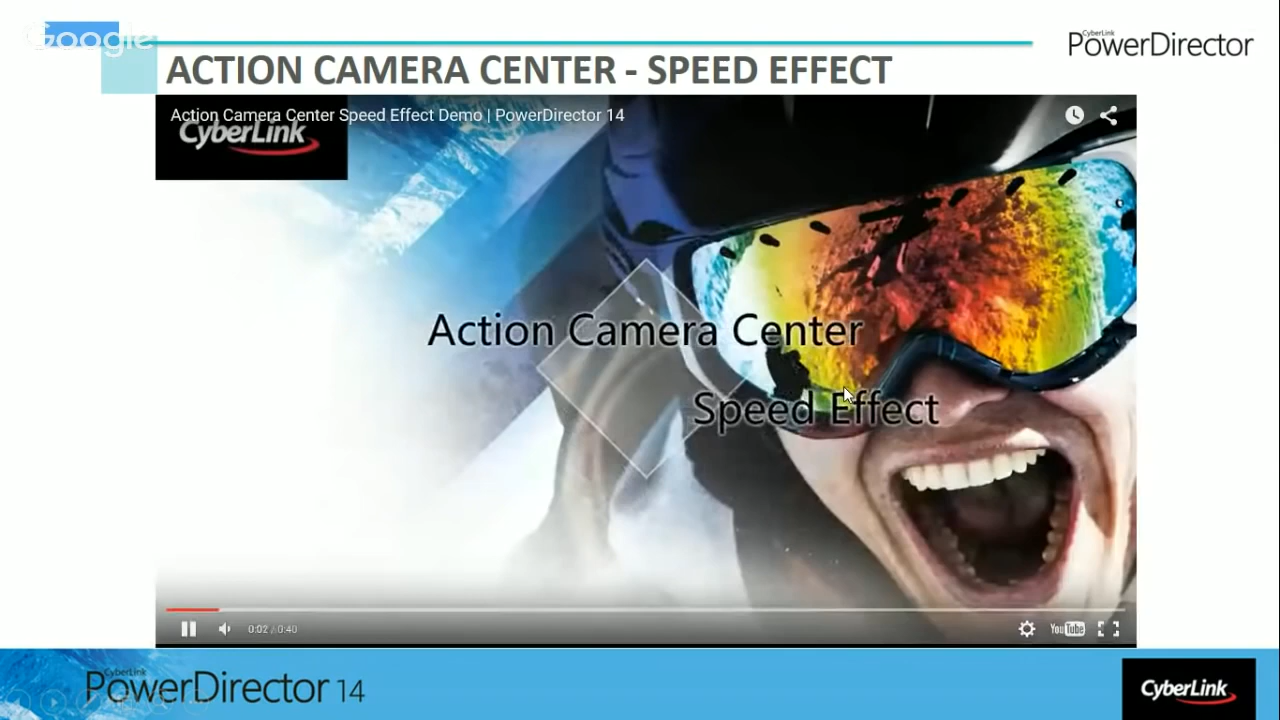 Google
CyberLink
PowerDirector
ACTION CAMERA CENTER - SPEED EFFECT
Action Camera Center Speed Effect Demo | PowerDirector 14
CyberLink
Action Camera Center
Speed Effect
0:02 / 0:40
YouTube
CyberLink
PowerDirector 14
CyberLink